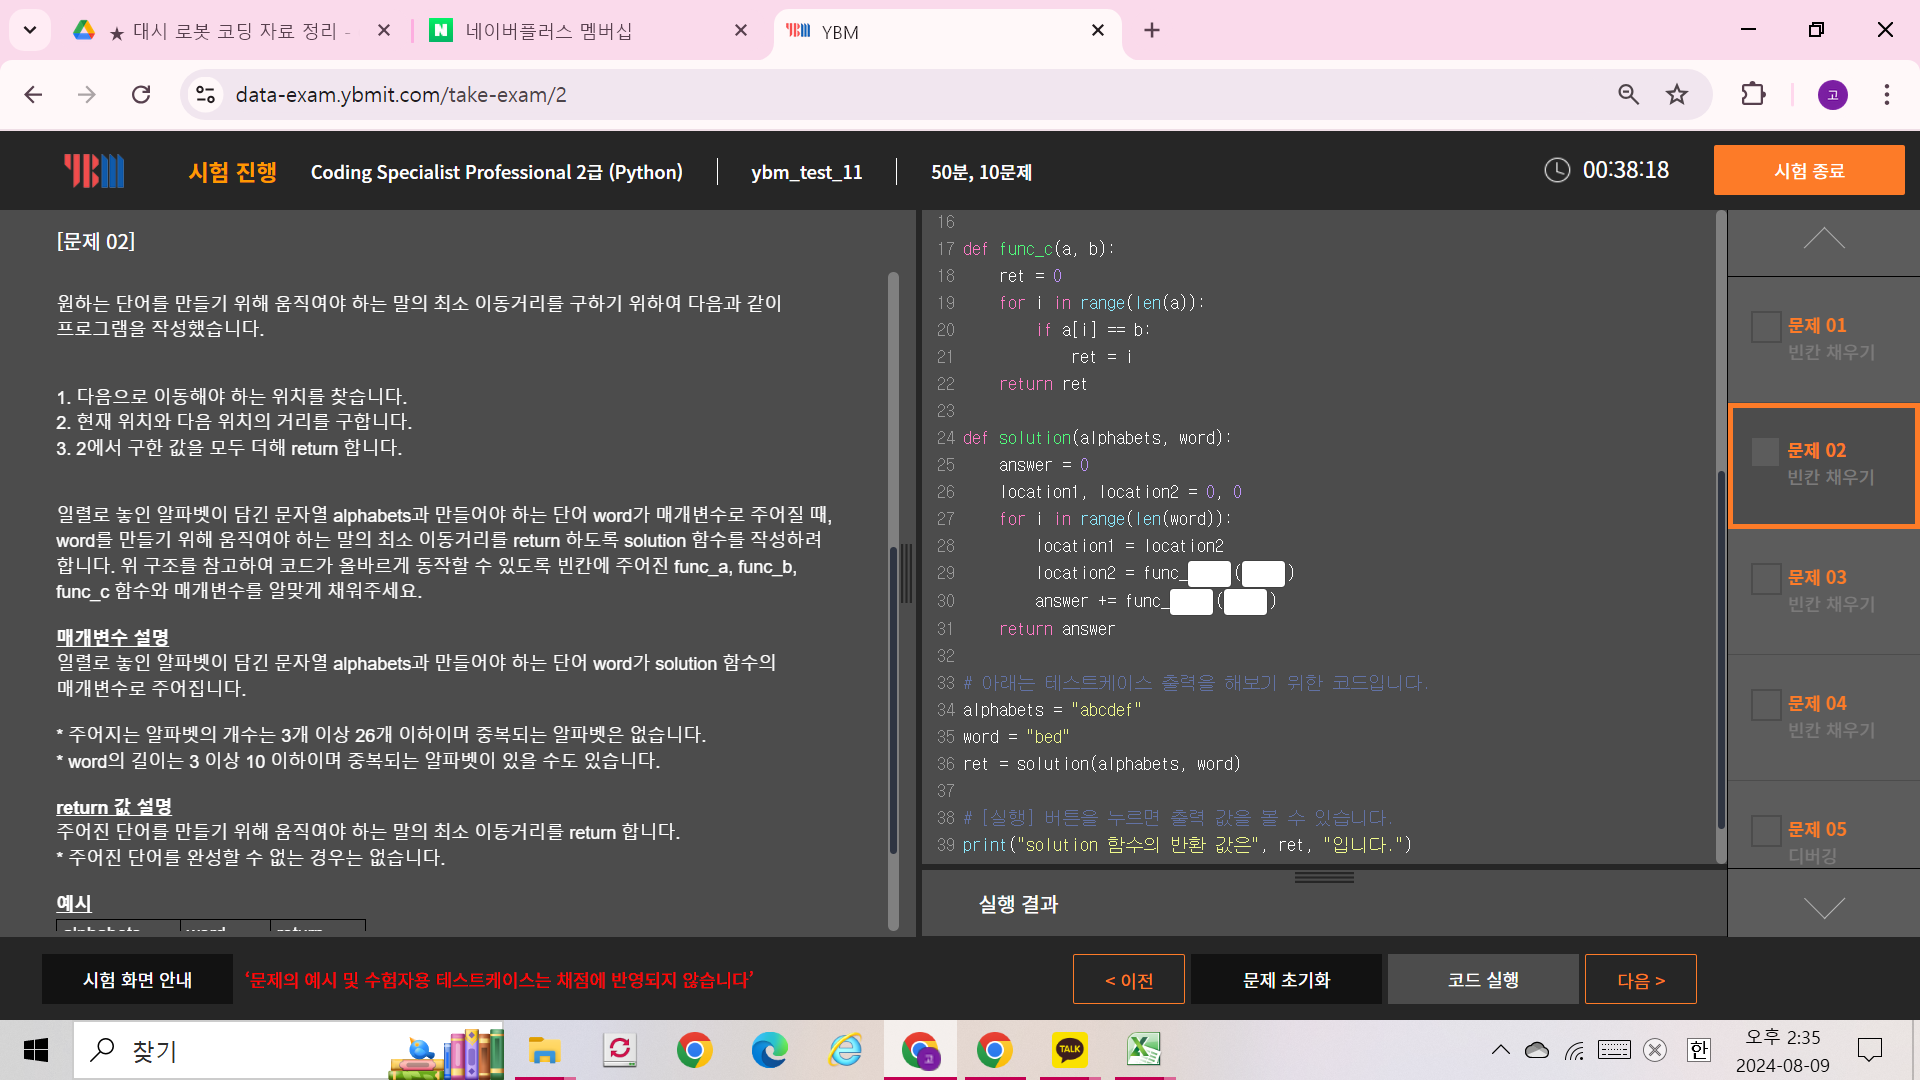 ★ 대시 로봇 코딩 자료 정리 -
네이버플러스 멤버십
YBM
data-exam.ybmit.com/take-exam/2
고
YBM
시험 진행
Coding Specialist Professional 2급 (Python)
ybm_test_11
50분, 10문제
00:38:18
시험 종료
[문제 02]
원하는 단어를 만들기 위해 움직여야 하는 말의 최소 이동거리를 구하기 위하여 다음과 같이
프로그램을 작성했습니다.
1. 다음으로 이동해야 하는 위치를 찾습니다.
2. 현재 위치와 다음 위치의 거리를 구합니다.
3. 2에서 구한 값을 모두 더해 return 합니다.
일렬로 놓인 알파벳이 담긴 문자열 alphabets과 만들어야 하는 단어 word가 매개변수로 주어질 때,
word를 만들기 위해 움직여야 하는 말의 최소 이동거리를 return 하도록 solution 함수를 작성하려
합니다. 위 구조를 참고하여 코드가 올바르게 동작할 수 있도록 빈칸에 주어진 func_a, func_b,
func_c 함수와 매개변수를 알맞게 채워주세요.
매개변수 설명
일렬로 놓인 알파벳이 담긴 문자열 alphabets과 만들어야 하는 단어 word가 solution 함수의
매개변수로 주어집니다.
* 주어지는 알파벳의 개수는 3개 이상 26개 이하이며 중복되는 알파벳은 없습니다.
* word의 길이는 3 이상 10 이하이며 중복되는 알파벳이 있을 수도 있습니다.
return 값 설명
주어진 단어를 만들기 위해 움직여야 하는 말의 최소 이동거리를 return 합니다.
* 주어진 단어를 완성할 수 없는 경우는 없습니다.
예시
alphabets word return
16
17 def func_c(a, b):
18     ret = 0
19     for i in range(len(a)):
20         if a[i] == b:
21             ret = i
22     return ret
23
24 def solution(alphabets, word):
25     answer = 0
26     location1, location2 = 0, 0
27     for i in range(len(word)):
28         location1 = location2
29         location2 = func_ ( )
30         answer += func_ ( )
31     return answer
32
33 # 아래는 테스트케이스 출력을 해보기 위한 코드입니다.
34 alphabets = "abcdef"
35 word = "bed"
36 ret = solution(alphabets, word)
37
38 # [실행] 버튼을 누르면 출력 값을 볼 수 있습니다.
39 print("solution 함수의 반환 값은", ret, "입니다.")
실행 결과
문제 01
빈칸 채우기
문제 02
빈칸 채우기
문제 03
빈칸 채우기
문제 04
빈칸 채우기
문제 05
디버깅
시험 화면 안내
‘문제의 예시 및 수험자용 테스트케이스는 채점에 반영되지 않습니다’
< 이전
문제 초기화
코드 실행
다음 >
찾기
고
TALK
한
오후 2:35
2024-08-09